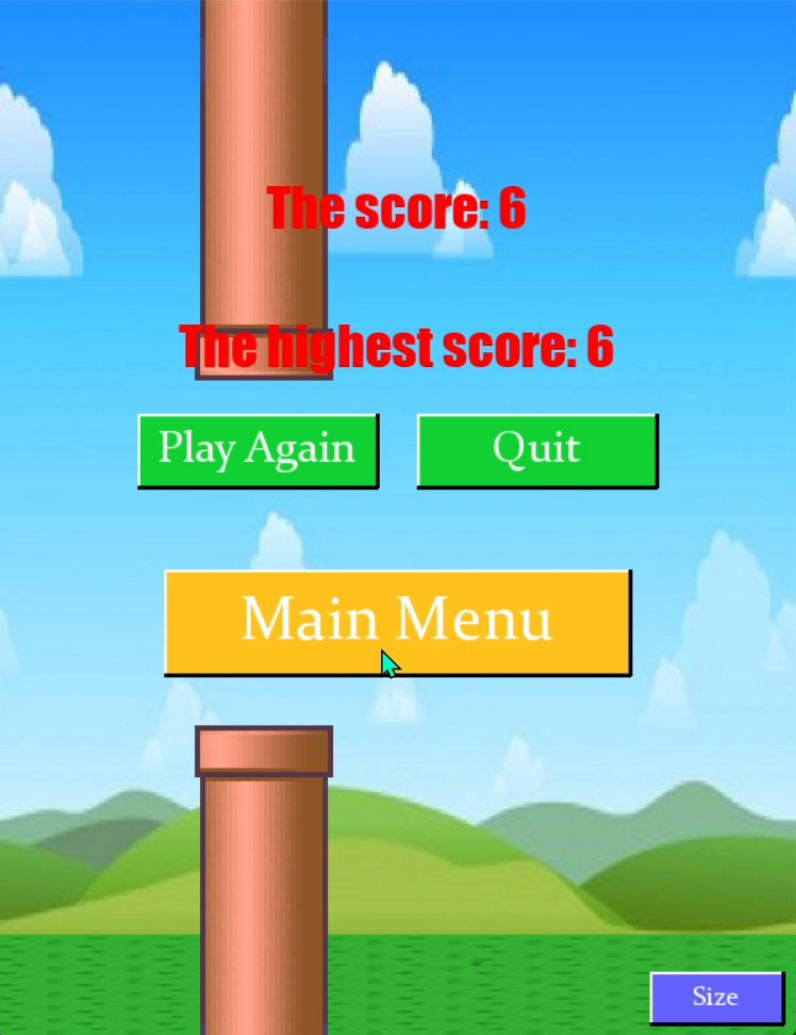 The score: 6
The highest score: 6
Play Again
Quit
Main Menu
Size